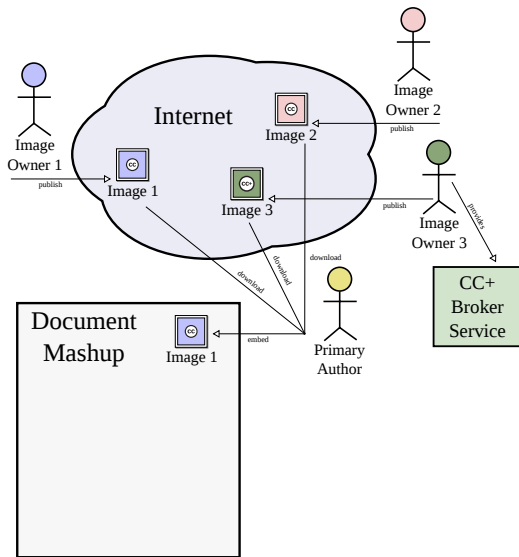 Internet
cc
Image 2
Image
Owner 2
publish
Image
Owner 1
publish
cc
Image 1
cc+
Image 3
publish
Image
Owner 3
provides
download
download
download
CC+
Broker
Service
Document
Mashup
cc
Image 1
embed
Primary
Author